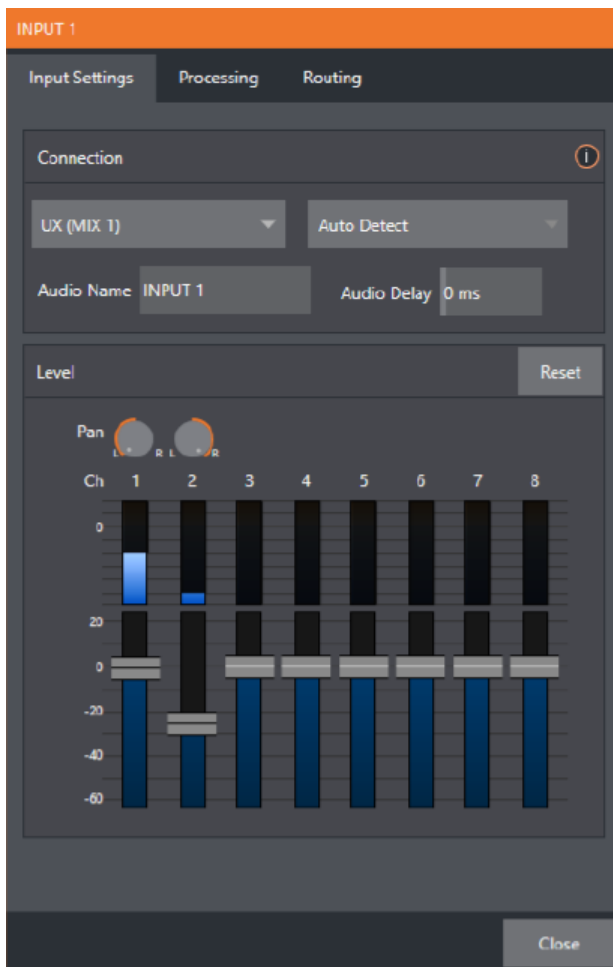 INPUT 1
Input Settings Processing Routing
Connection i
UX (MIX 1) Auto Detect
Audio Name INPUT 1 Audio Delay 0 ms
Level Reset
Pan L R L R
Ch 1 2 3 4 5 6 7 8
0
20
0
-20
-40
-60
Close